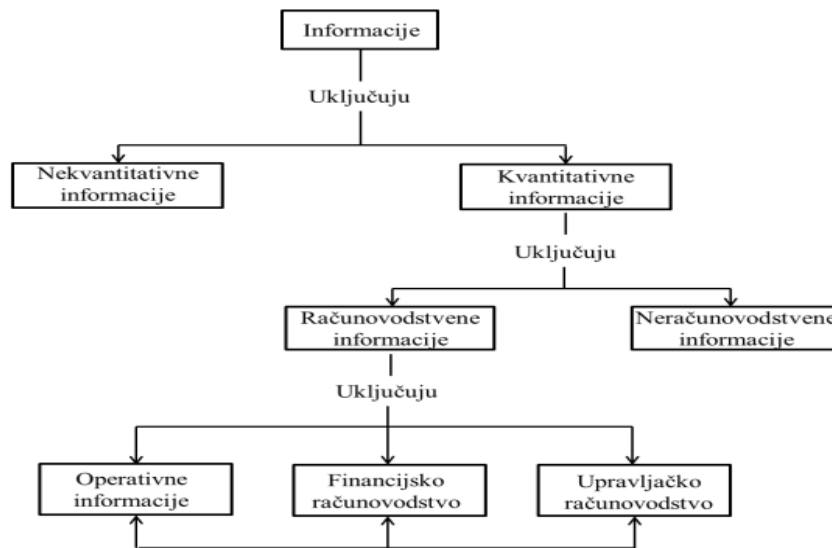 Informacije
Uključuju
Nekvantitativne
informacije
Kvantitativne
informacije
Uključuju
Računovodstvene
informacije
Neračunovodstvene
informacije
Uključuju
Operativne
informacije
Financijsko
računovodstvo
Upravljačko
računovodstvo